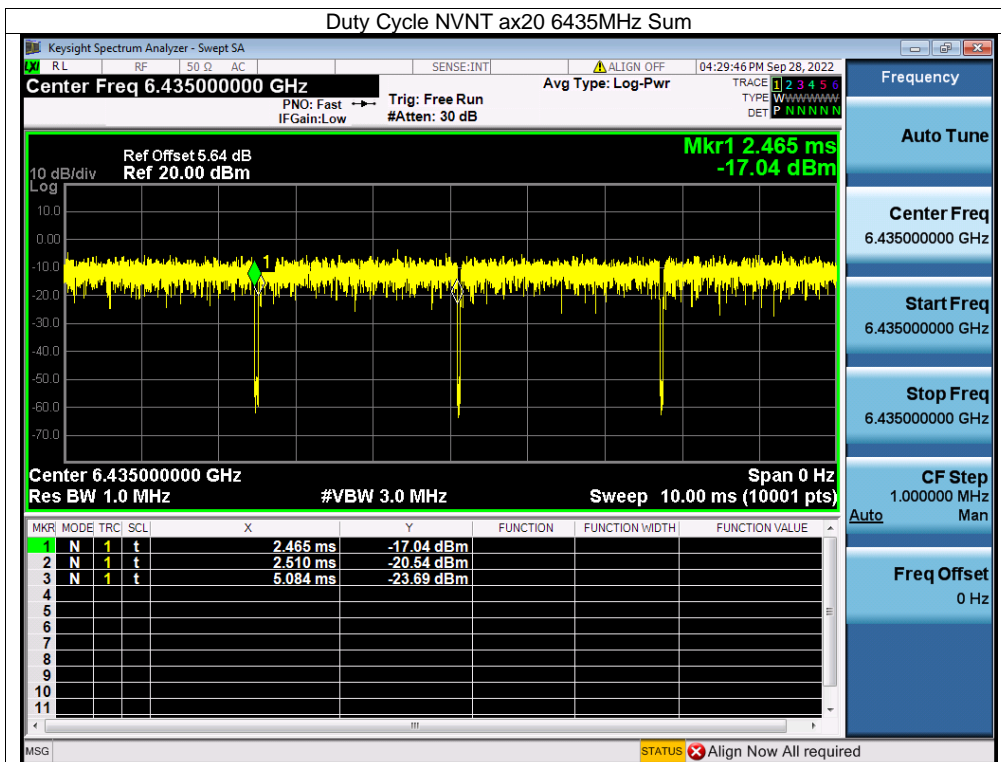 Duty Cycle NVNT ax20 6435MHz Sum
Keysight Spectrum Analyzer - Swept SA
LXI RL RF 50 Ω AC SENSE:INT ALIGN OFF 04:29:46 PM Sep 28, 2022
Center Freq 6.435000000 GHz
PNO: Fast
IFGain:Low
Trig: Free Run
#Atten: 30 dB
Avg Type: Log-Pwr
TRACE 1 2 3 4 5 6
TYPE WWWWWW
DET P N N N N N
Frequency
Auto Tune
Center Freq
6.435000000 GHz
Start Freq
6.435000000 GHz
Stop Freq
6.435000000 GHz
CF Step
1.000000 MHz
Auto Man
Freq Offset
0 Hz
Mkr1 2.465 ms
-17.04 dBm
Ref Offset 5.64 dB
10 dB/div Ref 20.00 dBm
Log
10.0
0.00
-10.0
-20.0
-30.0
-40.0
-50.0
-60.0
-70.0
1
Center 6.435000000 GHz Span 0 Hz
Res BW 1.0 MHz #VBW 3.0 MHz Sweep 10.00 ms (10001 pts)
MKR MODE TRC SCL X Y FUNCTION FUNCTION WIDTH FUNCTION VALUE
1 N 1 t 2.465 ms -17.04 dBm
2 N 1 t 2.510 ms -20.54 dBm
3 N 1 t 5.084 ms -23.69 dBm
4
5
6
7
8
9
10
11
MSG STATUS Align Now All required